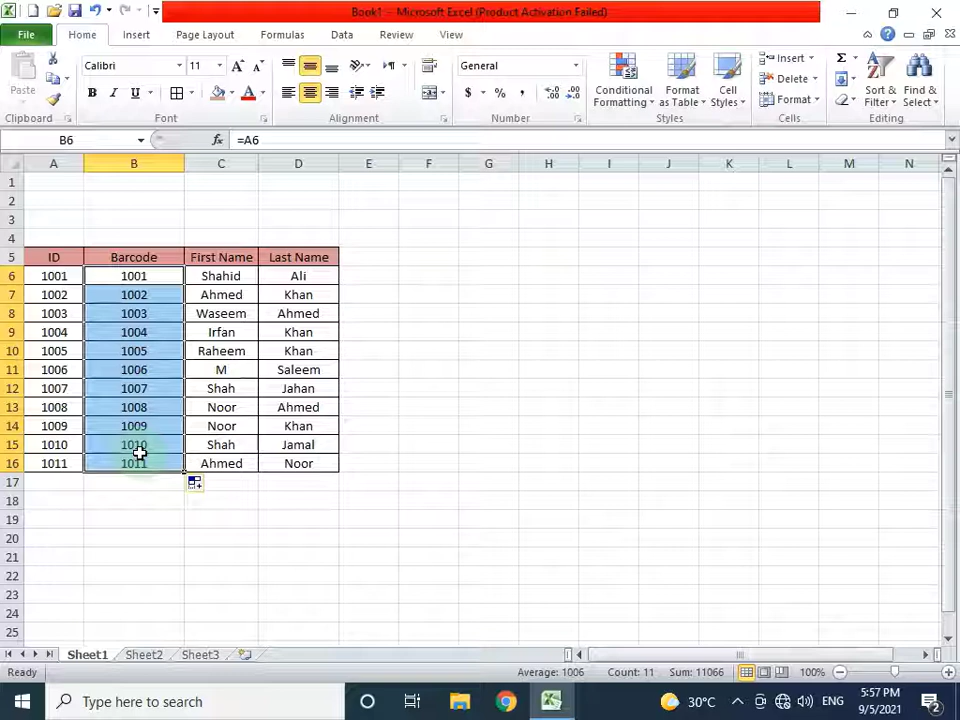 Book1 - Microsoft Excel (Product Activation Failed)
File Home Insert Page Layout Formulas Data Review View
Paste Calibri 11 A A General Conditional Formatting Format as Table Cell Styles Insert Delete Format Σ Sort & Filter Find & Select
B I U A $ % ,
Clipboard Font Alignment Number Styles Cells Editing
B6 fx =A6
A B C D E F G H I J K L M N
1
2
3
4
5 ID Barcode First Name Last Name
6 1001 1001 Shahid Ali
7 1002 1002 Ahmed Khan
8 1003 1003 Waseem Ahmed
9 1004 1004 Irfan Khan
10 1005 1005 Raheem Khan
11 1006 1006 M Saleem
12 1007 1007 Shah Jahan
13 1008 1008 Noor Ahmed
14 1009 1009 Noor Khan
15 1010 1010 Shah Jamal
16 1011 1011 Ahmed Noor
17
18
19
20
21
22
23
24
25
Sheet1 Sheet2 Sheet3
Ready Average: 1006 Count: 11 Sum: 11066 100%
Type here to search 30°C ENG 5:57 PM
9/5/2021 2